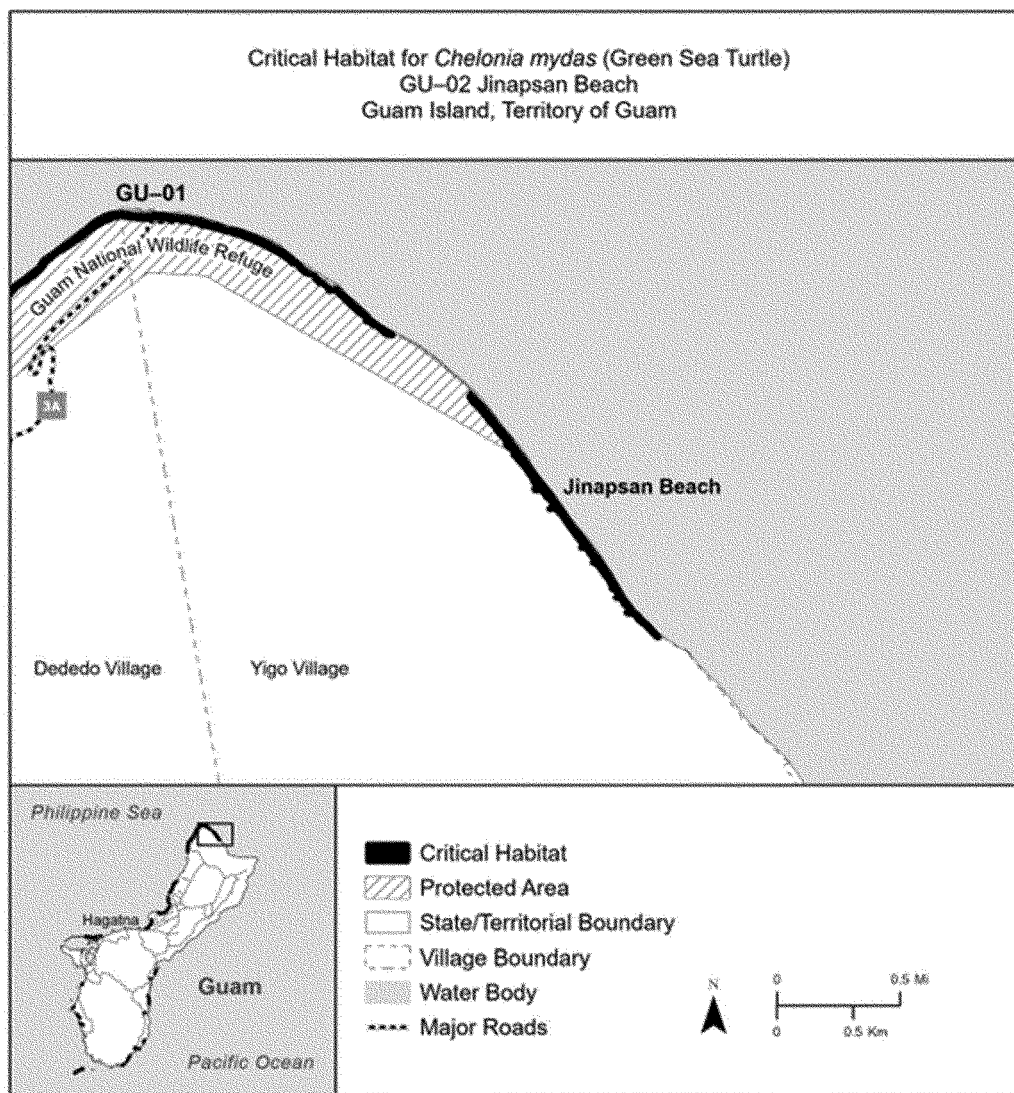 Critical Habitat for Chelonia mydas (Green Sea Turtle)
GU–02 Jinapsan Beach
Guam Island, Territory of Guam
GU–01
Guam National Wildlife Refuge
3A
Jinapsan Beach
Dededo Village
Yigo Village
Philippine Sea
Hagatna
Guam
Pacific Ocean
Critical Habitat
Protected Area
State/Territorial Boundary
Village Boundary
Water Body
Major Roads
N
0 0.5 Mi
0 0.5 Km